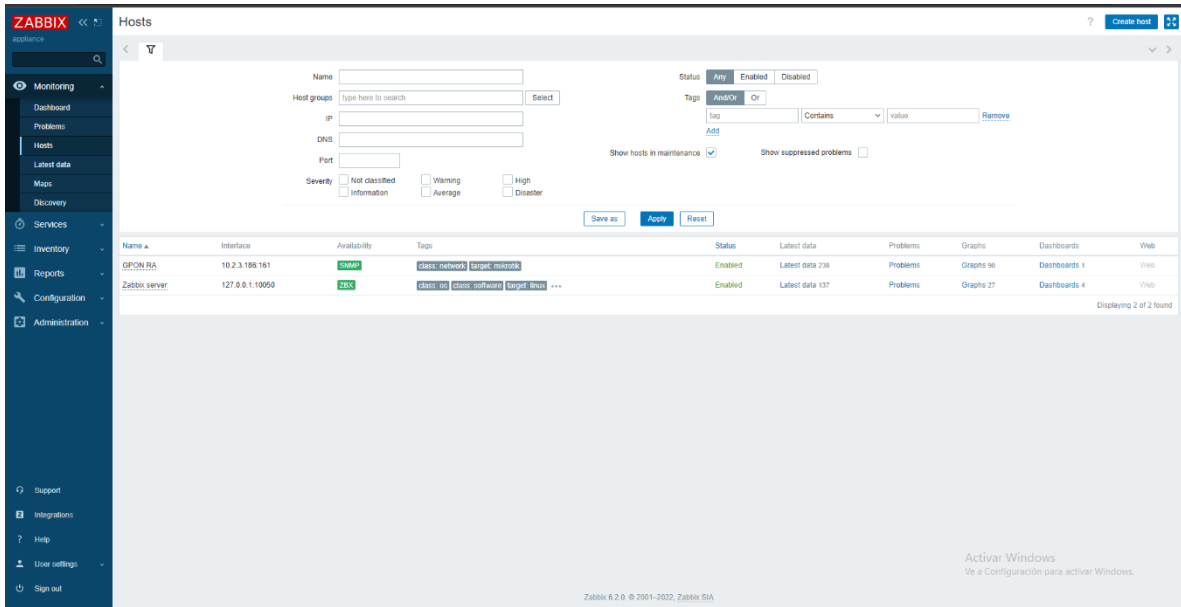 ZABBIX
appliance
Monitoring
Dashboard
Problems
Hosts
Latest data
Maps
Discovery
Services
Inventory
Reports
Configuration
Administration
Support
Integrations
? Help
User settings
Sign out
Hosts
? Create host
Name
Host groups type here to search Select
IP
DNS
Port
Severity Not classified Warning High
Information Average Disaster
Status Any Enabled Disabled
Tags And/Or Or
tag Contains value Remove
Add
Show hosts in maintenance Show suppressed problems
Save as Apply Reset
Name Interface Availability Tags Status Latest data Problems Graphs Dashboards Web
GPON RA 10.2.3.186:161 SNMP class: network target: mikrotik Enabled Latest data 238 Problems Graphs 90 Dashboards 1 Web
Zabbix server 127.0.0.1:10050 ZBX class: os class: software target: linux ••• Enabled Latest data 137 Problems Graphs 27 Dashboards 4 Web
Displaying 2 of 2 found
Activar Windows
Ve a Configuración para activar Windows.
Zabbix 6.2.0. © 2001–2022, Zabbix SIA